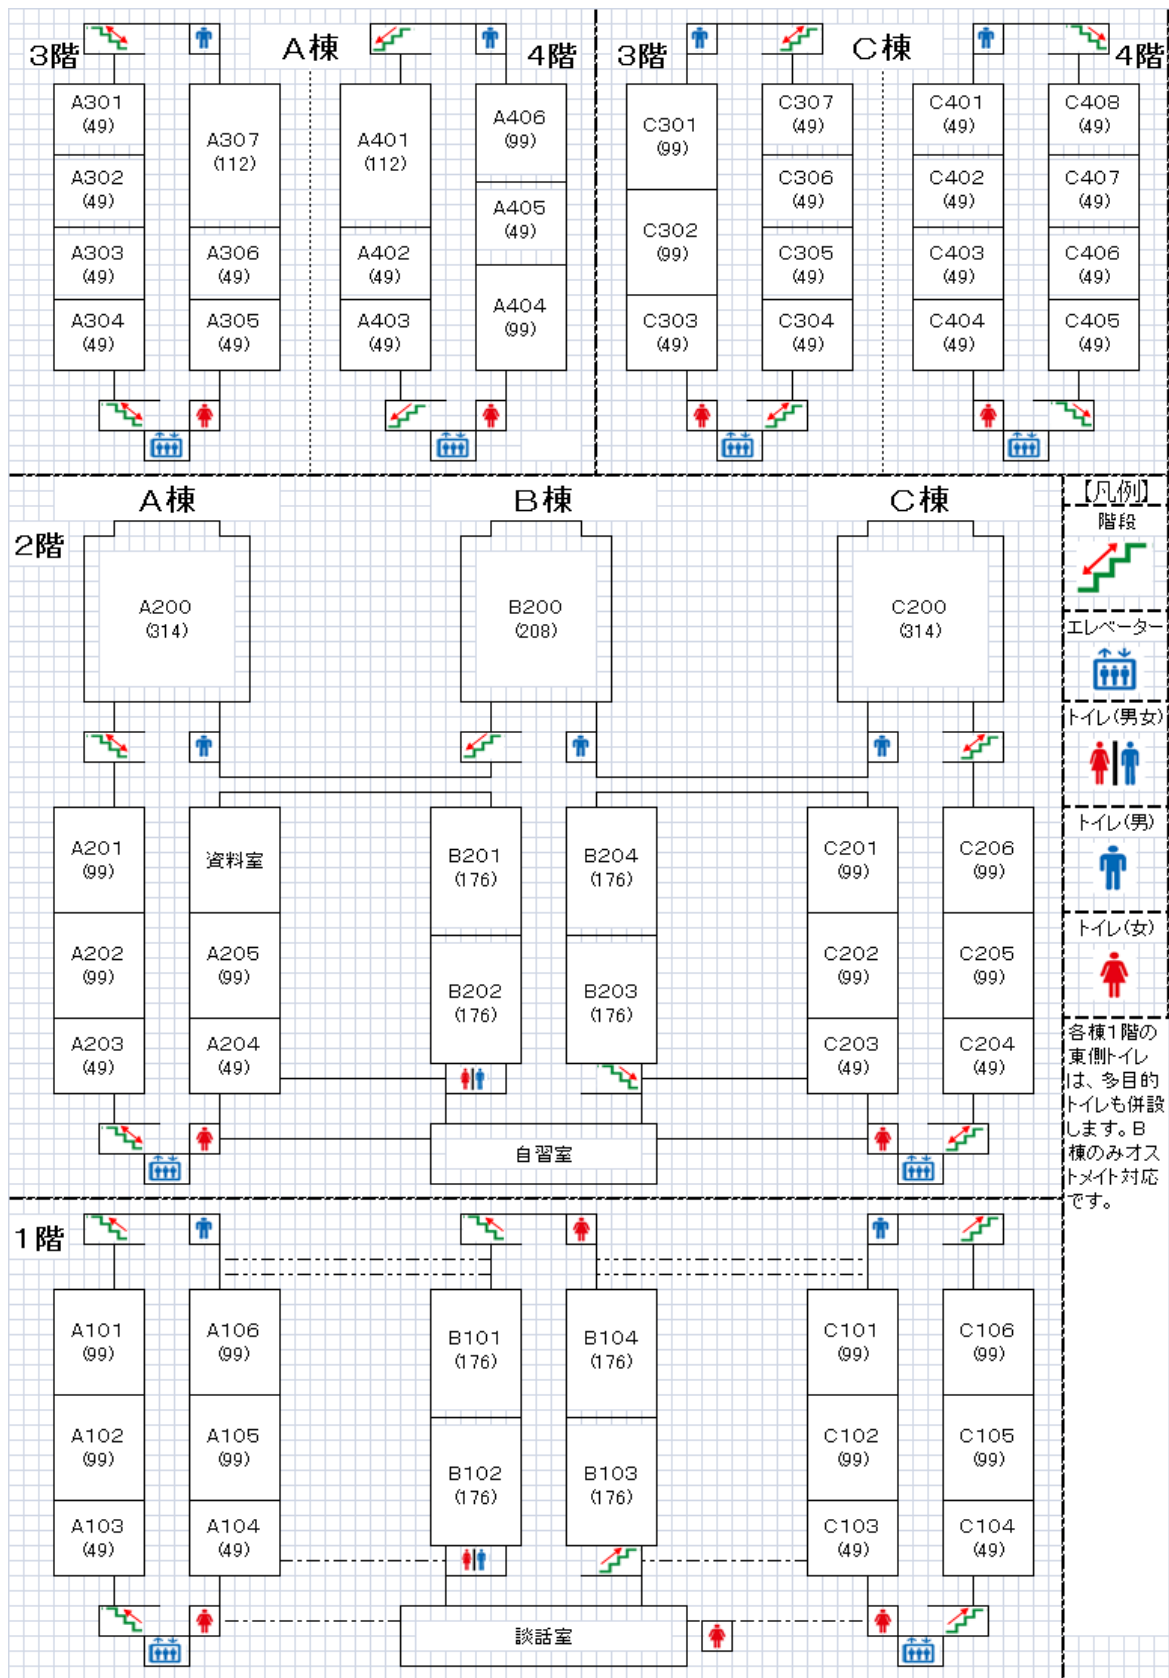 3階
A棟
4階
A301
(49)
A302
(49)
A303
(49)
A304
(49)
A307
(112)
A306
(49)
A305
(49)
A401
(112)
A402
(49)
A403
(49)
A406
(99)
A405
(49)
A404
(99)
3階
C棟
4階
C301
(99)
C302
(99)
C303
(49)
C307
(49)
C306
(49)
C305
(49)
C304
(49)
C401
(49)
C402
(49)
C403
(49)
C404
(49)
C408
(49)
C407
(49)
C406
(49)
C405
(49)
2階
A棟
B棟
C棟
A200
(314)
B200
(208)
C200
(314)
A201
(99)
A202
(99)
A203
(49)
資料室
A205
(99)
A204
(49)
B201
(176)
B202
(176)
B204
(176)
B203
(176)
自習室
C201
(99)
C202
(99)
C203
(49)
C206
(99)
C205
(99)
C204
(49)
1階
A101
(99)
A102
(99)
A103
(49)
A106
(99)
A105
(99)
A104
(49)
B101
(176)
B102
(176)
B104
(176)
B103
(176)
談話室
C101
(99)
C102
(99)
C103
(49)
C106
(99)
C105
(99)
C104
(49)
【凡例】
階段
エレベーター
トイレ(男女)
トイレ(男)
トイレ(女)
各棟1階の
東側トイレ
は、多目的
トイレも併設
します。B
棟のみオス
トメイト対応
です。